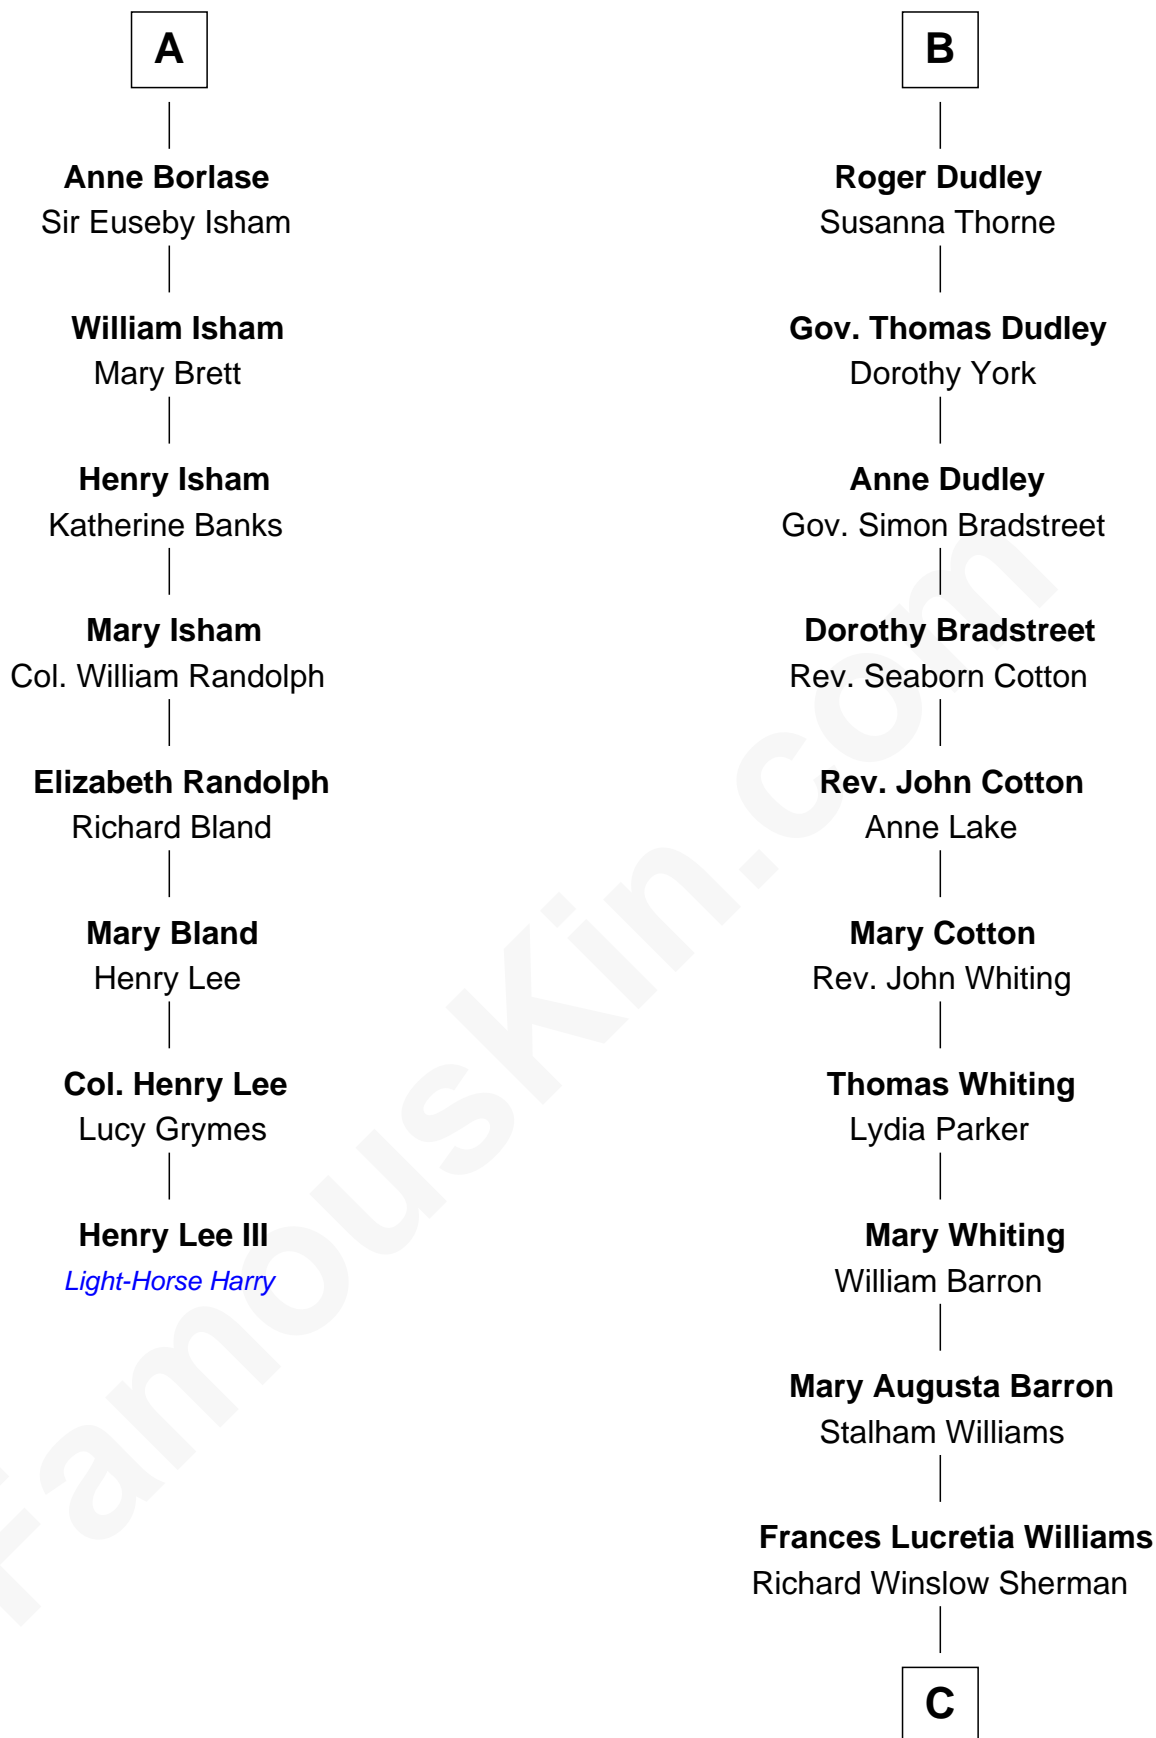 A
Anne Borlase
Sir Euseby Isham
William Isham
Mary Brett
Henry Isham
Katherine Banks
Mary Isham
Col. William Randolph
Elizabeth Randolph
Richard Bland
Mary Bland
Henry Lee
Col. Henry Lee
Lucy Grymes
Henry Lee III
Light-Horse Harry
B
Roger Dudley
Susanna Thorne
Gov. Thomas Dudley
Dorothy York
Anne Dudley
Gov. Simon Bradstreet
Dorothy Bradstreet
Rev. Seaborn Cotton
Rev. John Cotton
Anne Lake
Mary Cotton
Rev. John Whiting
Thomas Whiting
Lydia Parker
Mary Whiting
William Barron
Mary Augusta Barron
Stalham Williams
Frances Lucretia Williams
Richard Winslow Sherman
C
FamousKin.com